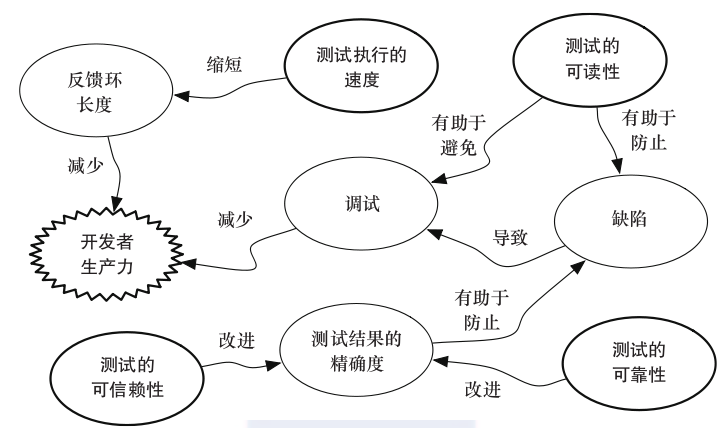 测试执行的
速度
测试的
可读性
缩短
反馈环
长度
有助于
避免
有助于
防止
减少
调试
减少
缺陷
开发者
生产力
导致
有助于
防止
改进
测试结果的
精确度
测试的
可信赖性
测试的
可靠性
改进